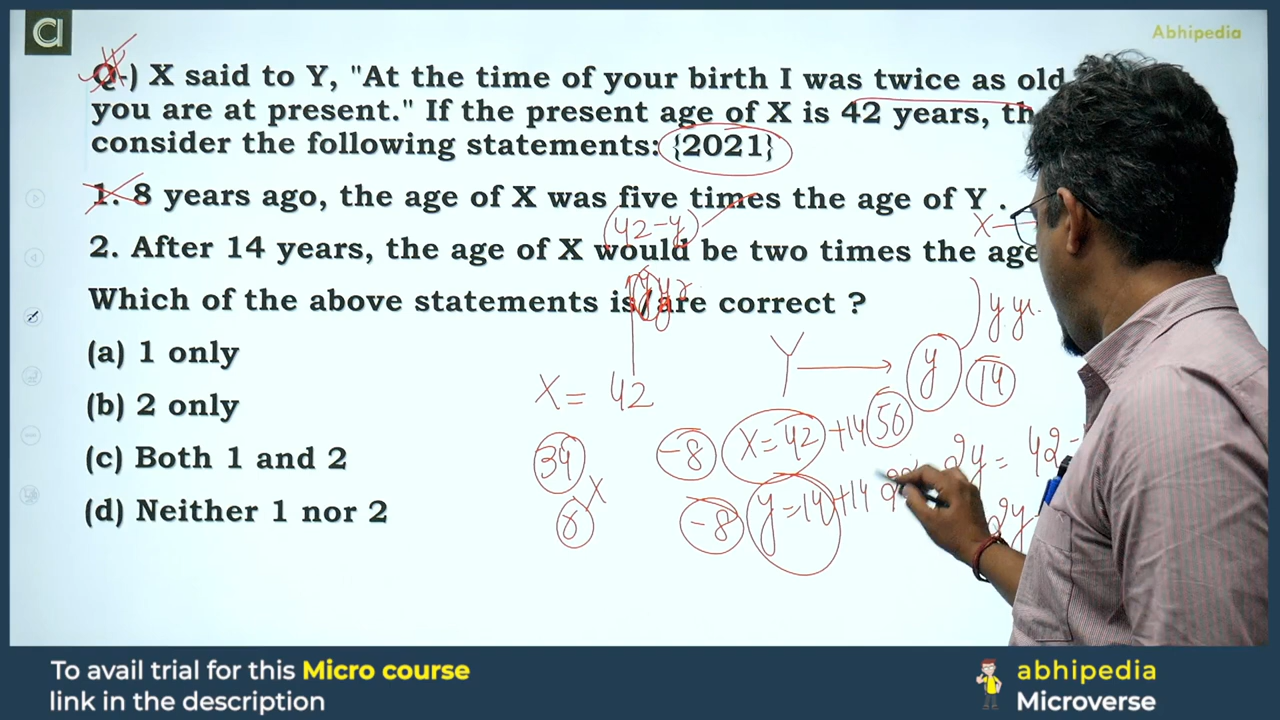 Abhipedia
Q-) X said to Y, "At the time of your birth I was twice as old
you are at present." If the present age of X is 42 years, th
consider the following statements: {2021}
1. 8 years ago, the age of X was five times the age of Y .
(42-y)
X
2. After 14 years, the age of X would be two times the age
Which of the above statements is/are correct ?
y yr.
(a) 1 only
Y → y 14
X = 42
(b) 2 only
34 -8 X=42 +14 56
2y = 42
(c) Both 1 and 2
6 X -8 y=14 +14
2y
(d) Neither 1 nor 2
To avail trial for this Micro course
link in the description
abhipedia
Microverse